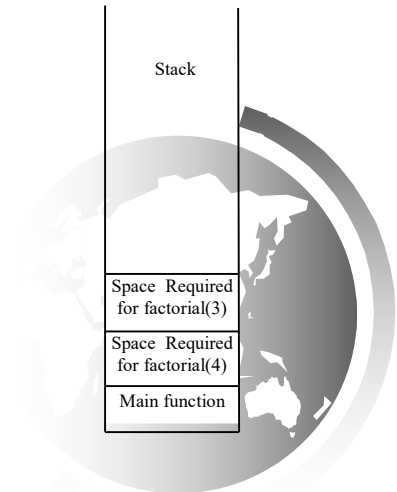 Stack
Space Required
for factorial(3)
Space Required
for factorial(4)
Main function